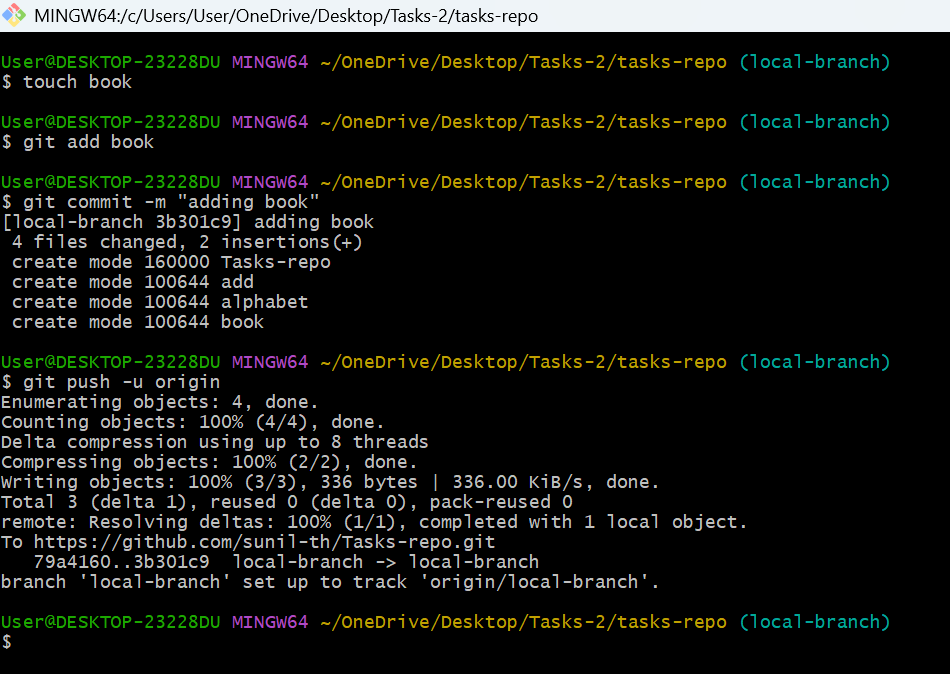 MINGW64:/c/Users/User/OneDrive/Desktop/Tasks-2/tasks-repo
User@DESKTOP-23228DU MINGW64 ~/OneDrive/Desktop/Tasks-2/tasks-repo (local-branch)
$ touch book
User@DESKTOP-23228DU MINGW64 ~/OneDrive/Desktop/Tasks-2/tasks-repo (local-branch)
$ git add book
User@DESKTOP-23228DU MINGW64 ~/OneDrive/Desktop/Tasks-2/tasks-repo (local-branch)
$ git commit -m "adding book"
[local-branch 3b301c9] adding book
 4 files changed, 2 insertions(+)
 create mode 160000 Tasks-repo
 create mode 100644 add
 create mode 100644 alphabet
 create mode 100644 book
User@DESKTOP-23228DU MINGW64 ~/OneDrive/Desktop/Tasks-2/tasks-repo (local-branch)
$ git push -u origin
Enumerating objects: 4, done.
Counting objects: 100% (4/4), done.
Delta compression using up to 8 threads
Compressing objects: 100% (2/2), done.
Writing objects: 100% (3/3), 336 bytes | 336.00 KiB/s, done.
Total 3 (delta 1), reused 0 (delta 0), pack-reused 0
remote: Resolving deltas: 100% (1/1), completed with 1 local object.
To https://github.com/sunil-th/Tasks-repo.git
   79a4160..3b301c9  local-branch -> local-branch
branch 'local-branch' set up to track 'origin/local-branch'.
User@DESKTOP-23228DU MINGW64 ~/OneDrive/Desktop/Tasks-2/tasks-repo (local-branch)
$